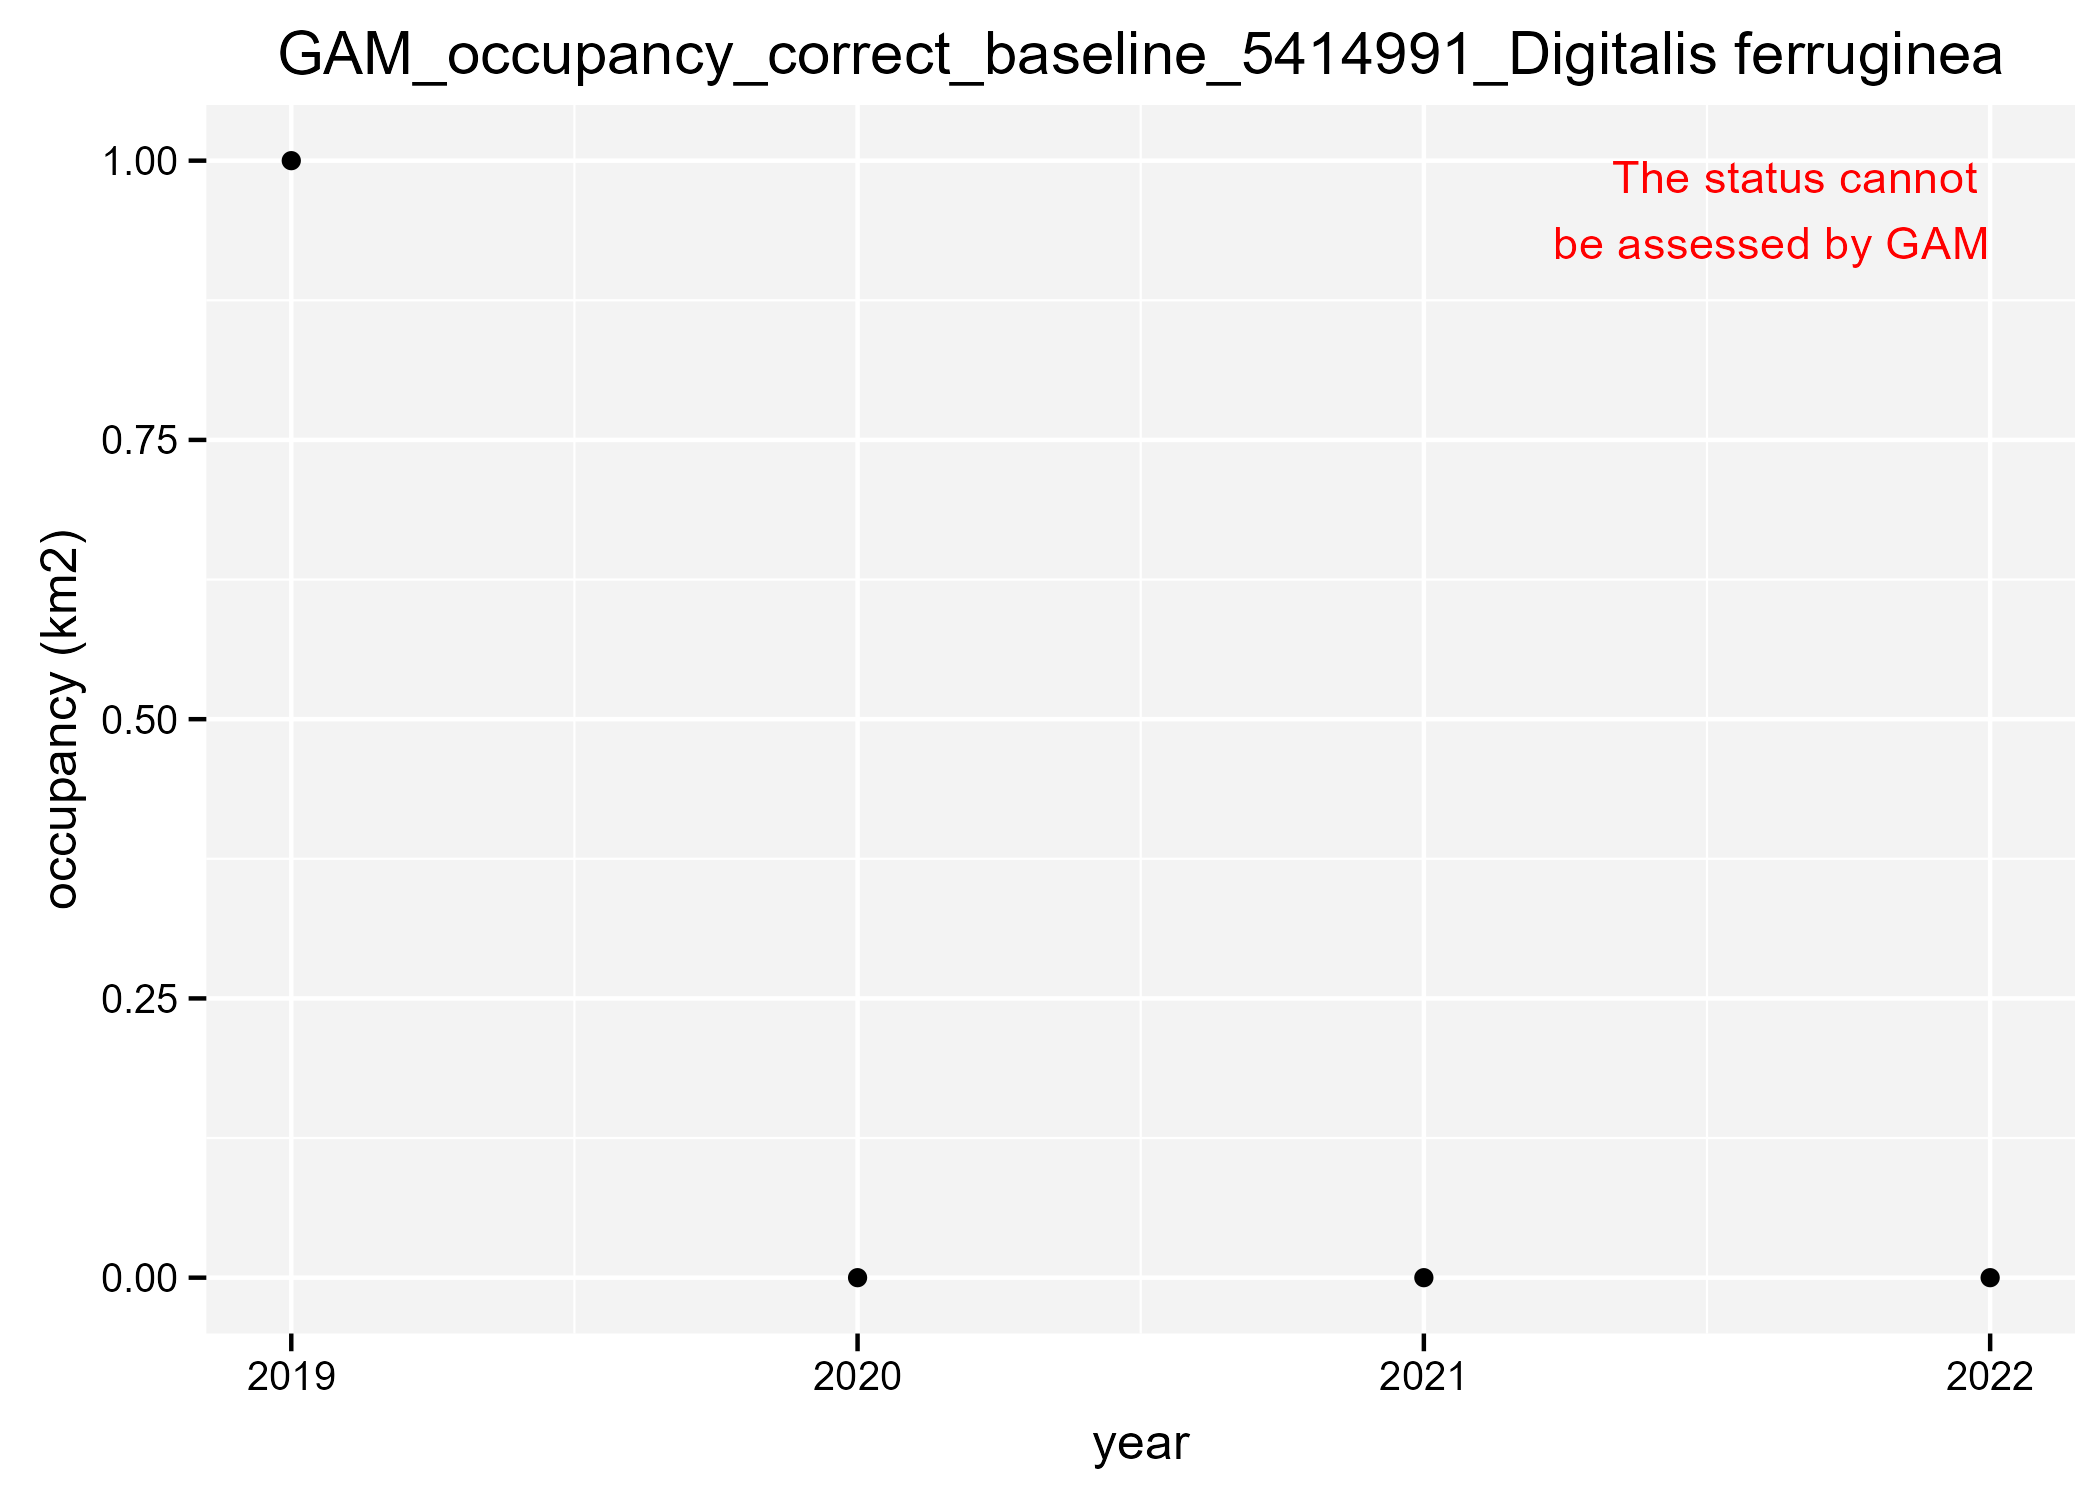 GAM_occupancy_correct_baseline_5414991_Digitalis ferruginea
The status cannot
be assessed by GAM
1.00
0.75
0.50
0.25
0.00
occupancy (km2)
2019 2020 2021 2022
year